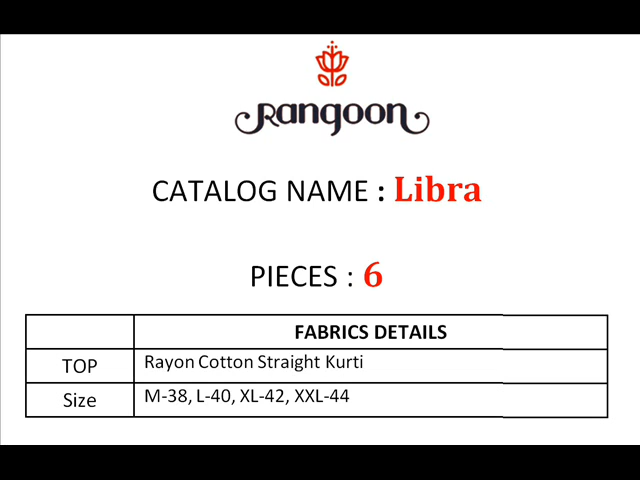 Rangoon
CATALOG NAME : Libra
PIECES : 6
FABRICS DETAILS
TOP Rayon Cotton Straight Kurti
Size M-38, L-40, XL-42, XXL-44